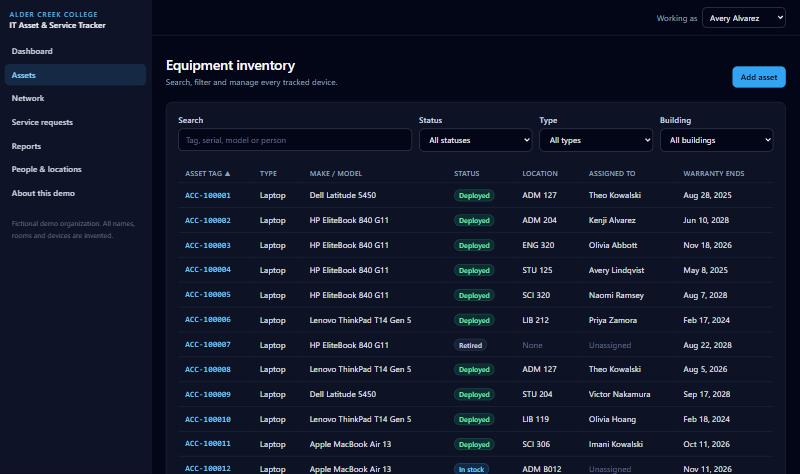 ALDER CREEK COLLEGE
IT Asset & Service Tracker
Working as Avery Alvarez
Dashboard
Assets
Network
Service requests
Reports
People & locations
About this demo
Fictional demo organization. All names,
rooms and devices are invented.
Equipment inventory
Search, filter and manage every tracked device.
Add asset
Search Status Type Building
Tag, serial, model or person All statuses All types All buildings
ASSET TAG ▲ TYPE MAKE / MODEL STATUS LOCATION ASSIGNED TO WARRANTY ENDS
ACC-100001 Laptop Dell Latitude 5450 Deployed ADM 127 Theo Kowalski Aug 28, 2025
ACC-100002 Laptop HP EliteBook 840 G11 Deployed ADM 204 Kenji Alvarez Jun 10, 2028
ACC-100003 Laptop HP EliteBook 840 G11 Deployed ENG 320 Olivia Abbott Nov 18, 2026
ACC-100004 Laptop HP EliteBook 840 G11 Deployed STU 125 Avery Lindqvist May 8, 2025
ACC-100005 Laptop HP EliteBook 840 G11 Deployed SCI 320 Naomi Ramsey Aug 7, 2028
ACC-100006 Laptop Lenovo ThinkPad T14 Gen 5 Deployed LIB 212 Priya Zamora Feb 17, 2024
ACC-100007 Laptop HP EliteBook 840 G11 Retired None Unassigned Aug 22, 2028
ACC-100008 Laptop Lenovo ThinkPad T14 Gen 5 Deployed ADM 127 Theo Kowalski Aug 5, 2026
ACC-100009 Laptop Dell Latitude 5450 Deployed STU 204 Victor Nakamura Sep 17, 2028
ACC-100010 Laptop Lenovo ThinkPad T14 Gen 5 Deployed LIB 119 Olivia Hoang Feb 18, 2024
ACC-100011 Laptop Apple MacBook Air 13 Deployed SCI 306 Imani Kowalski Oct 11, 2026
ACC-100012 Laptop Apple MacBook Air 13 In stock ADM B012 Unassigned Nov 11, 2026